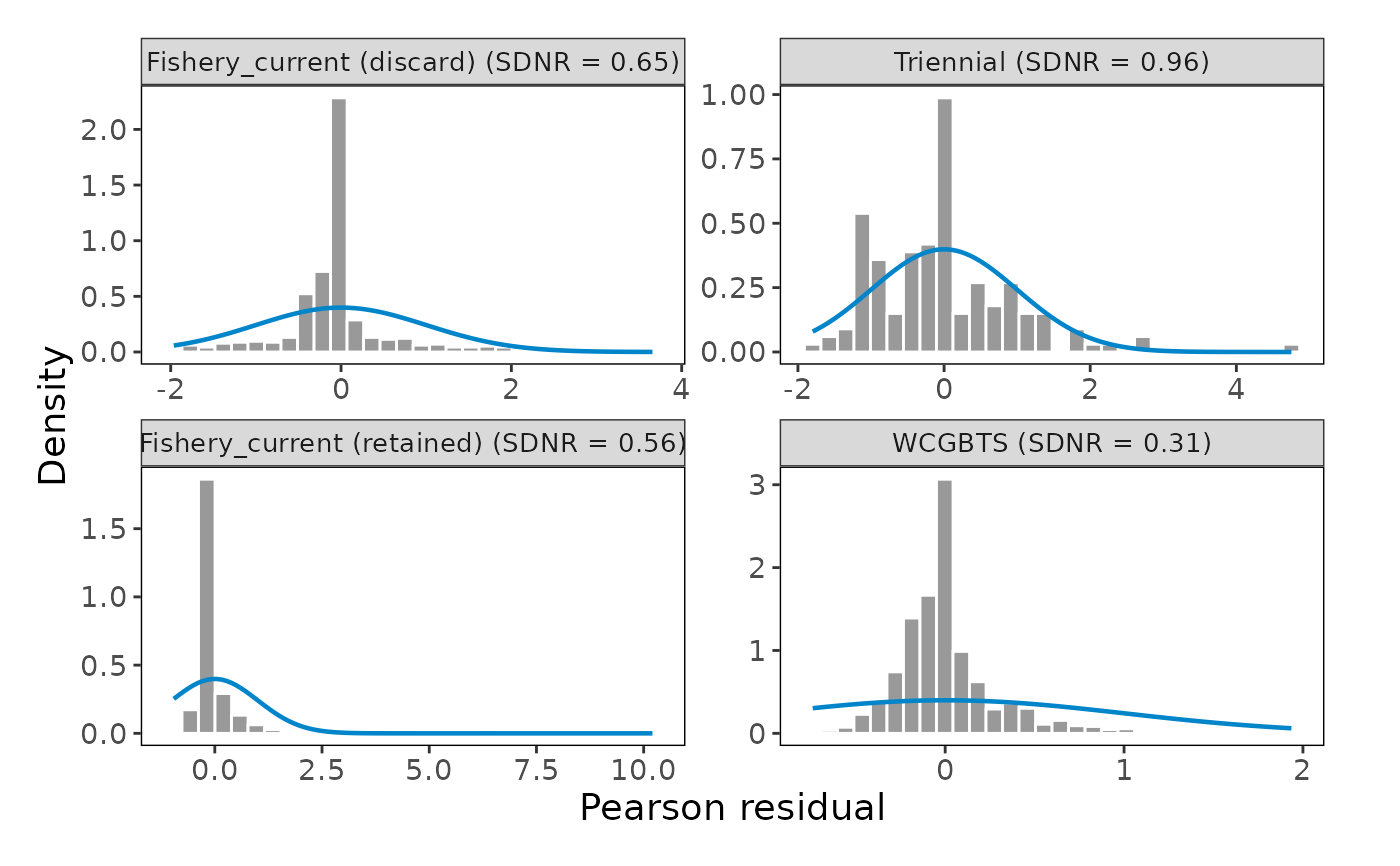 Fishery_current (discard) (SDNR = 0.65)
Triennial (SDNR = 0.96)
2.0
1.5
1.0
0.5
0.0
1.00
0.75
0.50
0.25
0.00
-2 0 2 4
-2 0 2 4
Density
Fishery_current (retained) (SDNR = 0.56)
WCGBTS (SDNR = 0.31)
1.5
1.0
0.5
0.0
3
2
1
0
0.0 2.5 5.0 7.5 10.0
0 1 2
Pearson residual